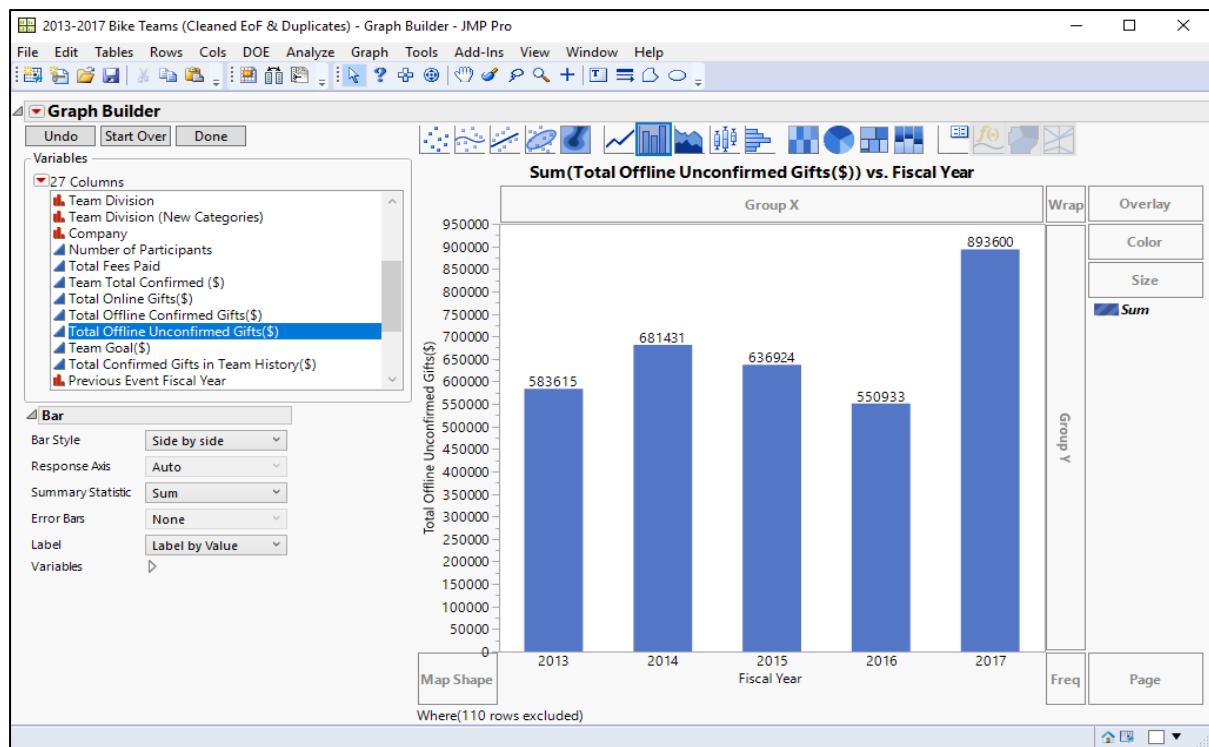 2013-2017 Bike Teams (Cleaned EoF & Duplicates) - Graph Builder - JMP Pro
File Edit Tables Rows Cols DOE Analyze Graph Tools Add-Ins View Window Help
Graph Builder
Undo Start Over Done
Variables
27 Columns
Team Division
Team Division (New Categories)
Company
Number of Participants
Total Fees Paid
Team Total Confirmed ($)
Total Online Gifts($)
Total Offline Confirmed Gifts($)
Total Offline Unconfirmed Gifts($)
Team Goal($)
Total Confirmed Gifts in Team History($)
Previous Event Fiscal Year
Bar
Bar Style Side by side
Response Axis Auto
Summary Statistic Sum
Error Bars None
Label Label by Value
Variables
Sum(Total Offline Unconfirmed Gifts($)) vs. Fiscal Year
Group X
Wrap
Overlay
Color
Size
Sum
Total Offline Unconfirmed Gifts($)
950000
900000
850000
800000
750000
700000
650000
600000
550000
500000
450000
400000
350000
300000
250000
200000
150000
100000
50000
0
583615
681431
636924
550933
893600
Group Y
2013 2014 2015 2016 2017
Fiscal Year
Map Shape
Freq
Page
Where(110 rows excluded)